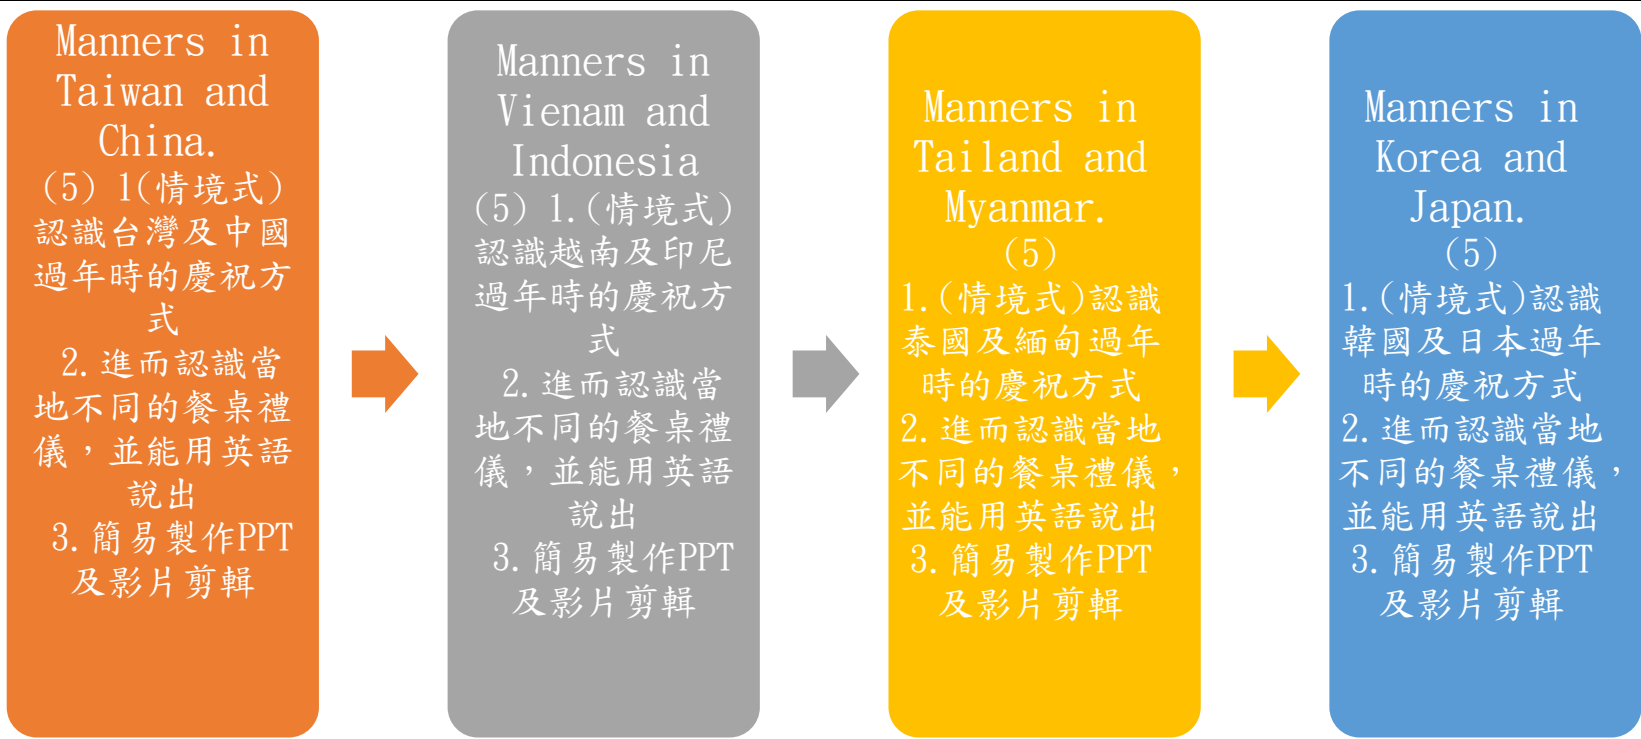 Manners in
Taiwan and
China.
(5) 1(情境式)
認識台灣及中國
過年時的慶祝方
式
2.進而認識當
地不同的餐桌禮
儀，並能用英語
說出
3.簡易製作PPT
及影片剪輯
Manners in
Vienam and
Indonesia
(5) 1.(情境式)
認識越南及印尼
過年時的慶祝方
式
2.進而認識當
地不同的餐桌禮
儀，並能用英語
說出
3.簡易製作PPT
及影片剪輯
Manners in
Tailand and
Myanmar.
(5)
1.(情境式)認識
泰國及緬甸過年
時的慶祝方式
2.進而認識當地
不同的餐桌禮儀，
並能用英語說出
3.簡易製作PPT
及影片剪輯
Manners in
Korea and
Japan.
(5)
1.(情境式)認識
韓國及日本過年
時的慶祝方式
2.進而認識當地
不同的餐桌禮儀，
並能用英語說出
3.簡易製作PPT
及影片剪輯